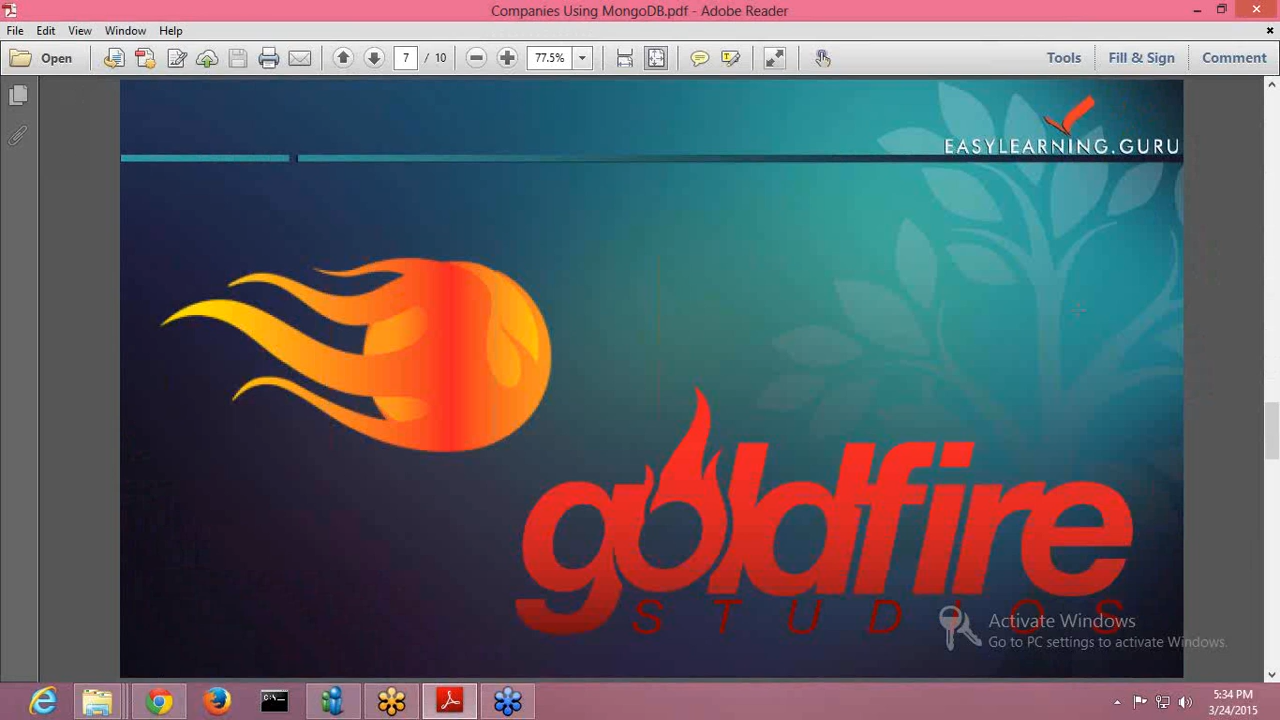 Companies Using MongoDB.pdf - Adobe Reader
File Edit View Window Help
Open 7 / 10 77.5% Tools Fill & Sign Comment
EASYLEARNING.GURU
goldfire
STUDIOS
Activate Windows
Go to PC settings to activate Windows.
5:34 PM
3/24/2015